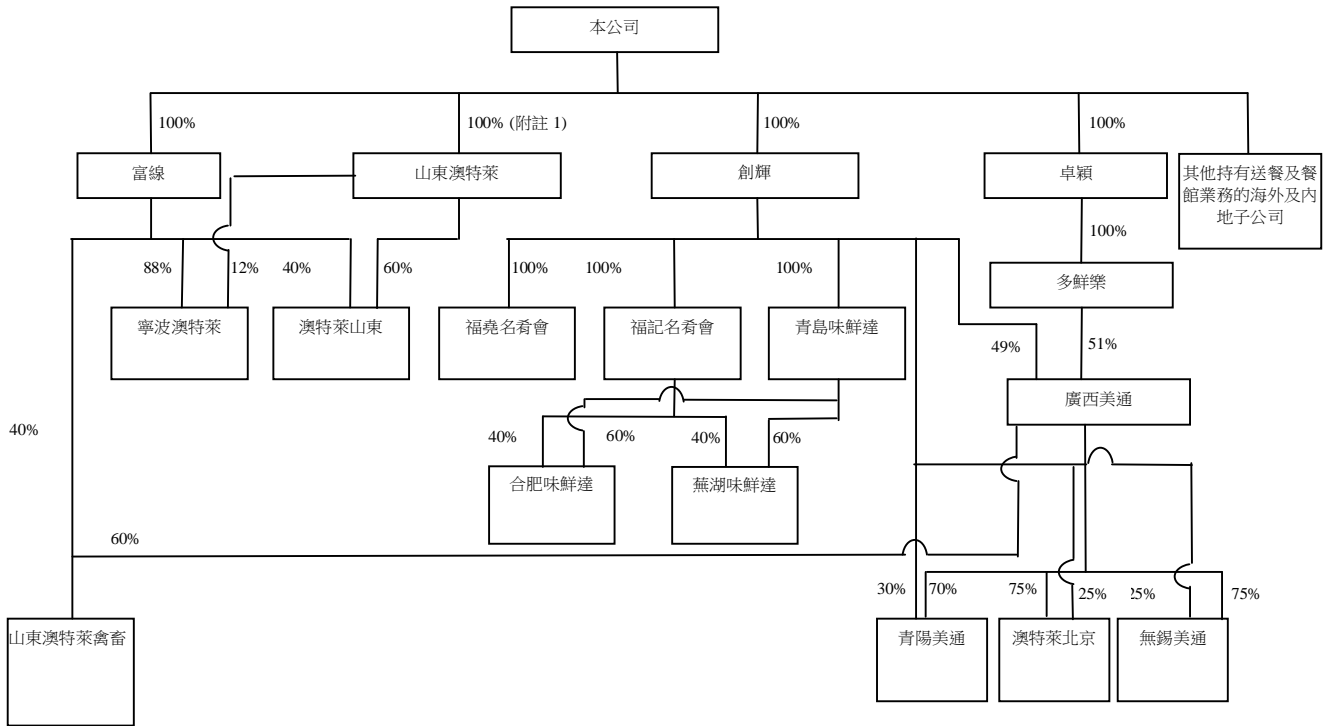 本公司
100%
100% (附註 1)
100%
100%
富線
山東澳特萊
創輝
卓穎
其他持有送餐及餐
館業務的海外及內
地子公司
100%
88%
12%
40%
60%
100%
100%
100%
多鮮樂
寧波澳特萊
澳特萊山東
福堯名肴會
福記名肴會
青島味鮮達
49%
51%
廣西美通
40%
40%
60%
40%
60%
合肥味鮮達
蕪湖味鮮達
60%
30%
70%
75%
25%
25%
75%
山東澳特萊禽畜
青陽美通
澳特萊北京
無錫美通